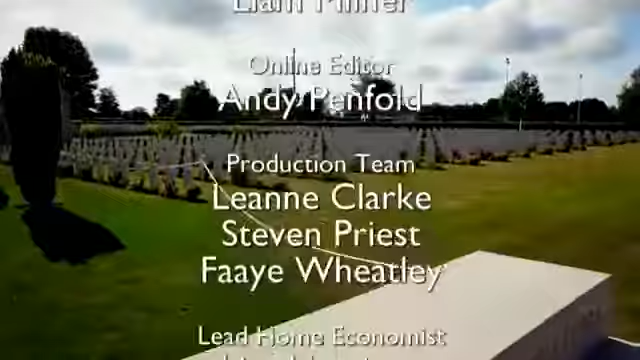 Online Editor
Andy Penfold
Production Team
Leanne Clarke
Steven Priest
Faaye Wheatley
Lead Home Economist